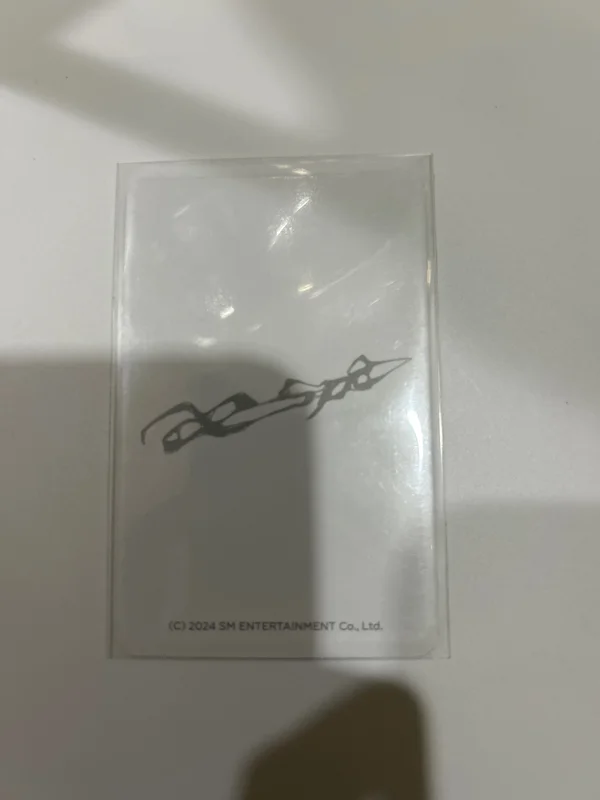 aespa
(C) 2024 SM ENTERTAINMENT Co., Ltd.